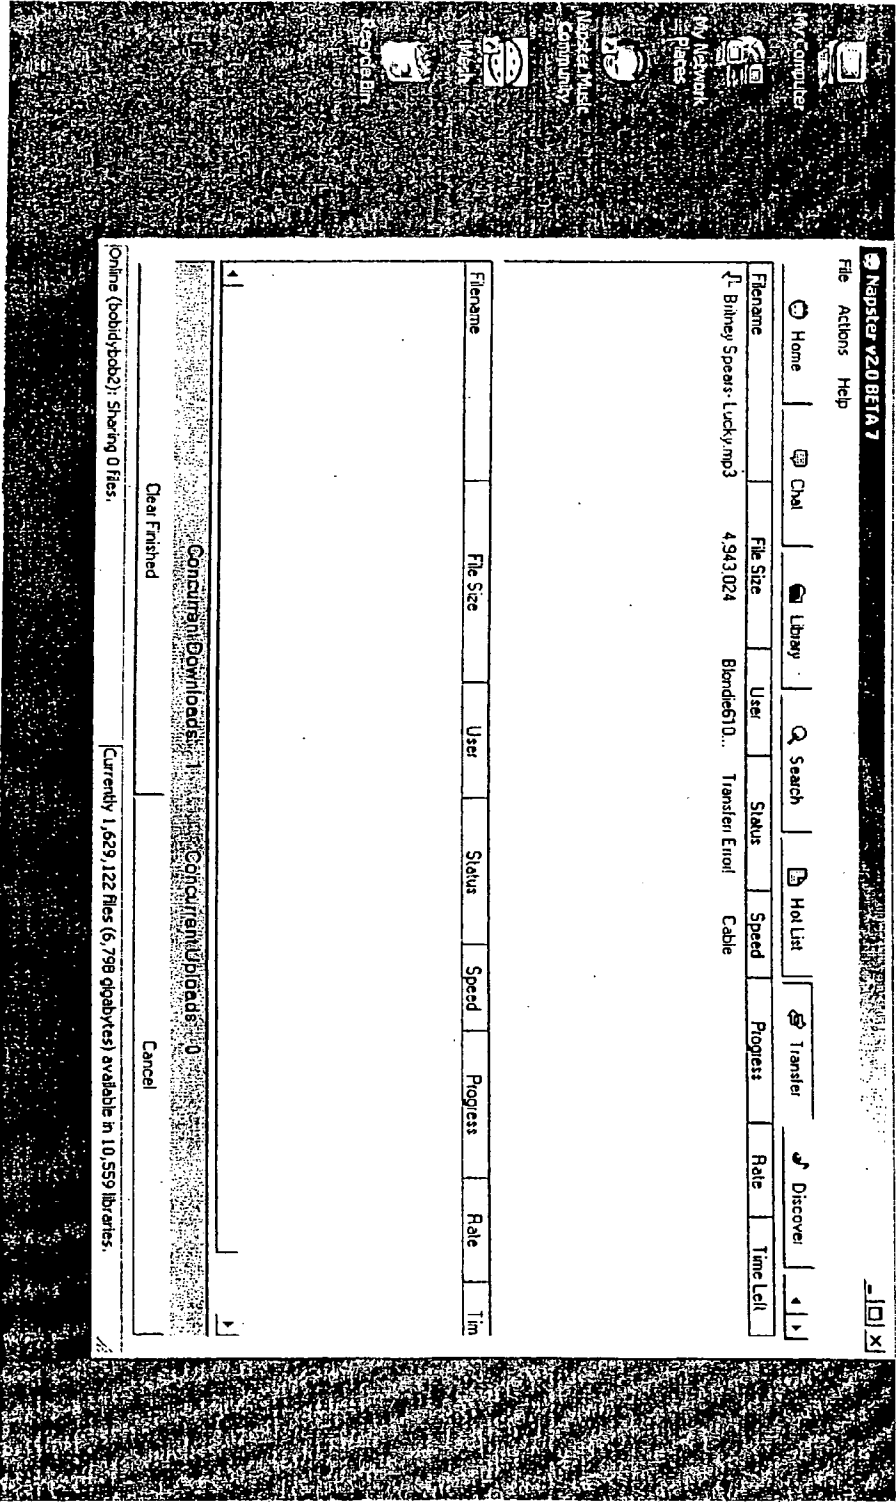 My Computer
My Network
Places
Napster Music
Community
Recycle Bin
Napster v2.0 BETA 7
File Actions Help
Home Chat Library Search Hot List Transfer Discover
Filename File Size User Status Speed Progress Rate Time Left
Britney Spears - Lucky.mp3 4,943,024 Blondie610... Transfer Error! Cable
Filename File Size User Status Speed Progress Rate Tim
Concurrent Downloads: 1 Concurrent Uploads: 0
Clear Finished Cancel
Online (bobidybob2): Sharing 0 files.
Currently 1,629,122 files (6,798 gigabytes) available in 10,559 libraries.